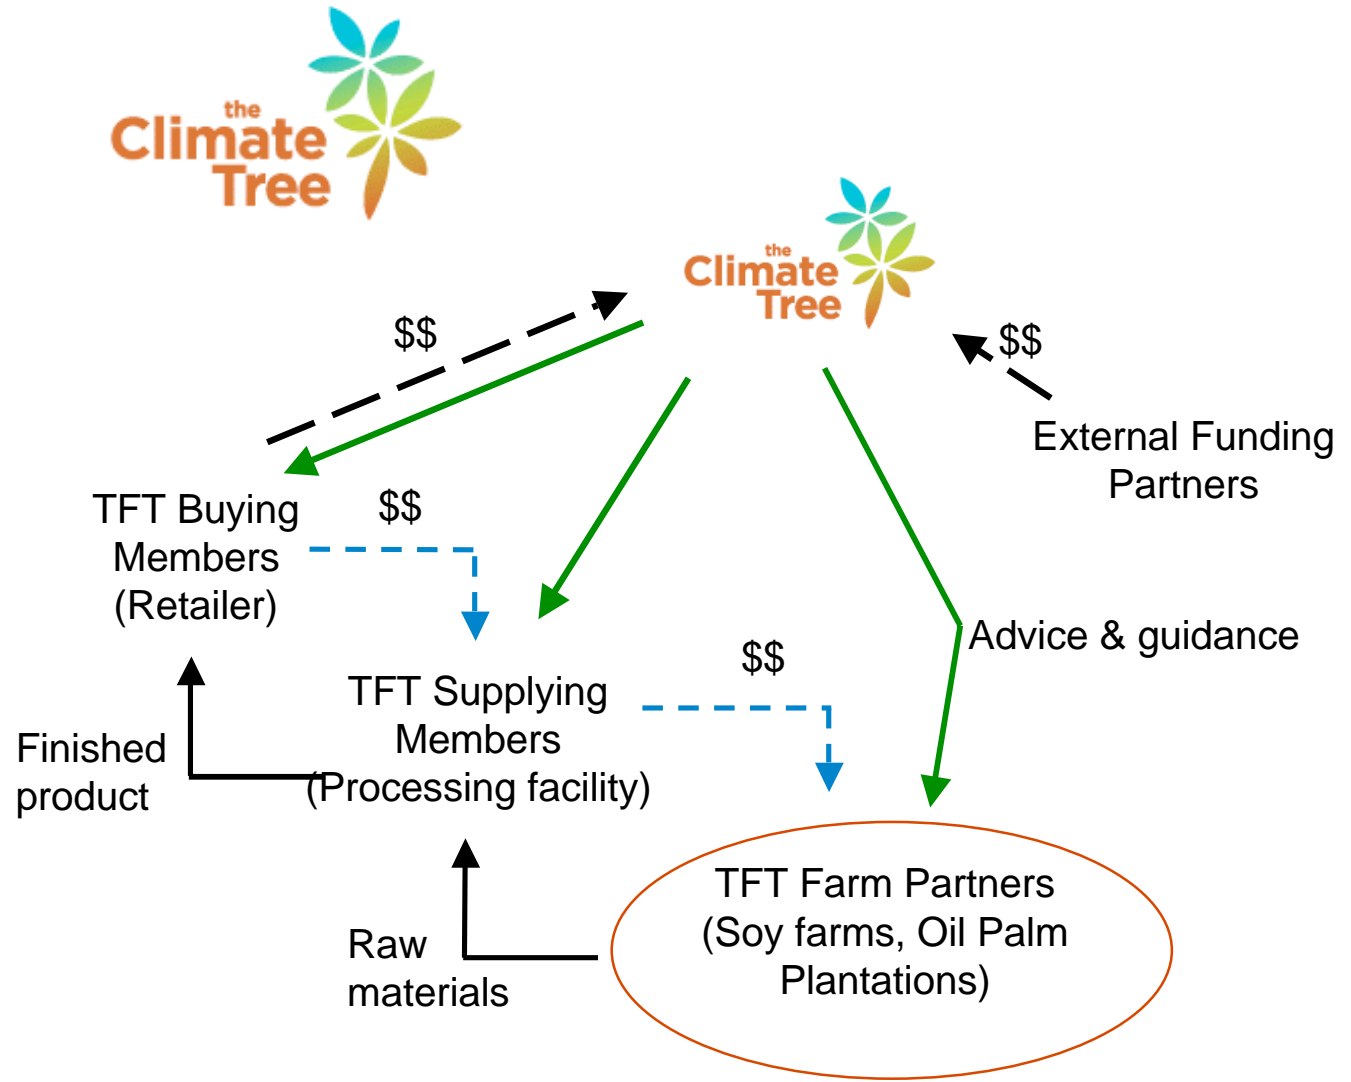 the
Climate
Tree
the
Climate
Tree
$$
$$
External Funding
Partners
TFT Buying
Members
(Retailer)
$$
Advice & guidance
$$
TFT Supplying
Members
(Processing facility)
Finished
product
TFT Farm Partners
(Soy farms, Oil Palm
Plantations)
Raw
materials